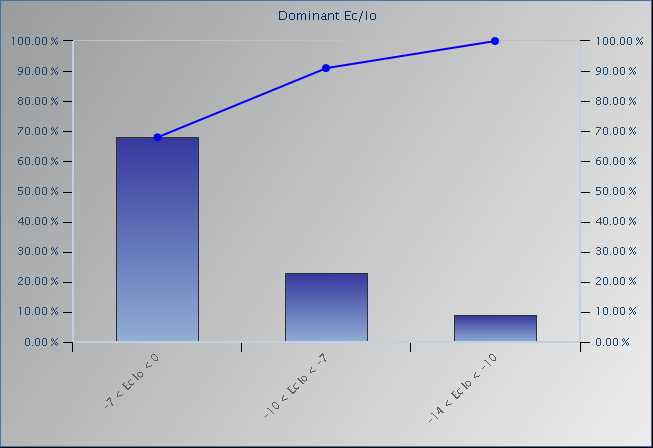 Dominant Ec/Io
100.00 % 100.00 %
90.00 % 90.00 %
80.00 % 80.00 %
70.00 % 70.00 %
60.00 % 60.00 %
50.00 % 50.00 %
40.00 % 40.00 %
30.00 % 30.00 %
20.00 % 20.00 %
10.00 % 10.00 %
0.00 % 0.00 %
-7 < Ec Io < 0
-10 < Ec Io < -7
-14 < Ec Io < -10